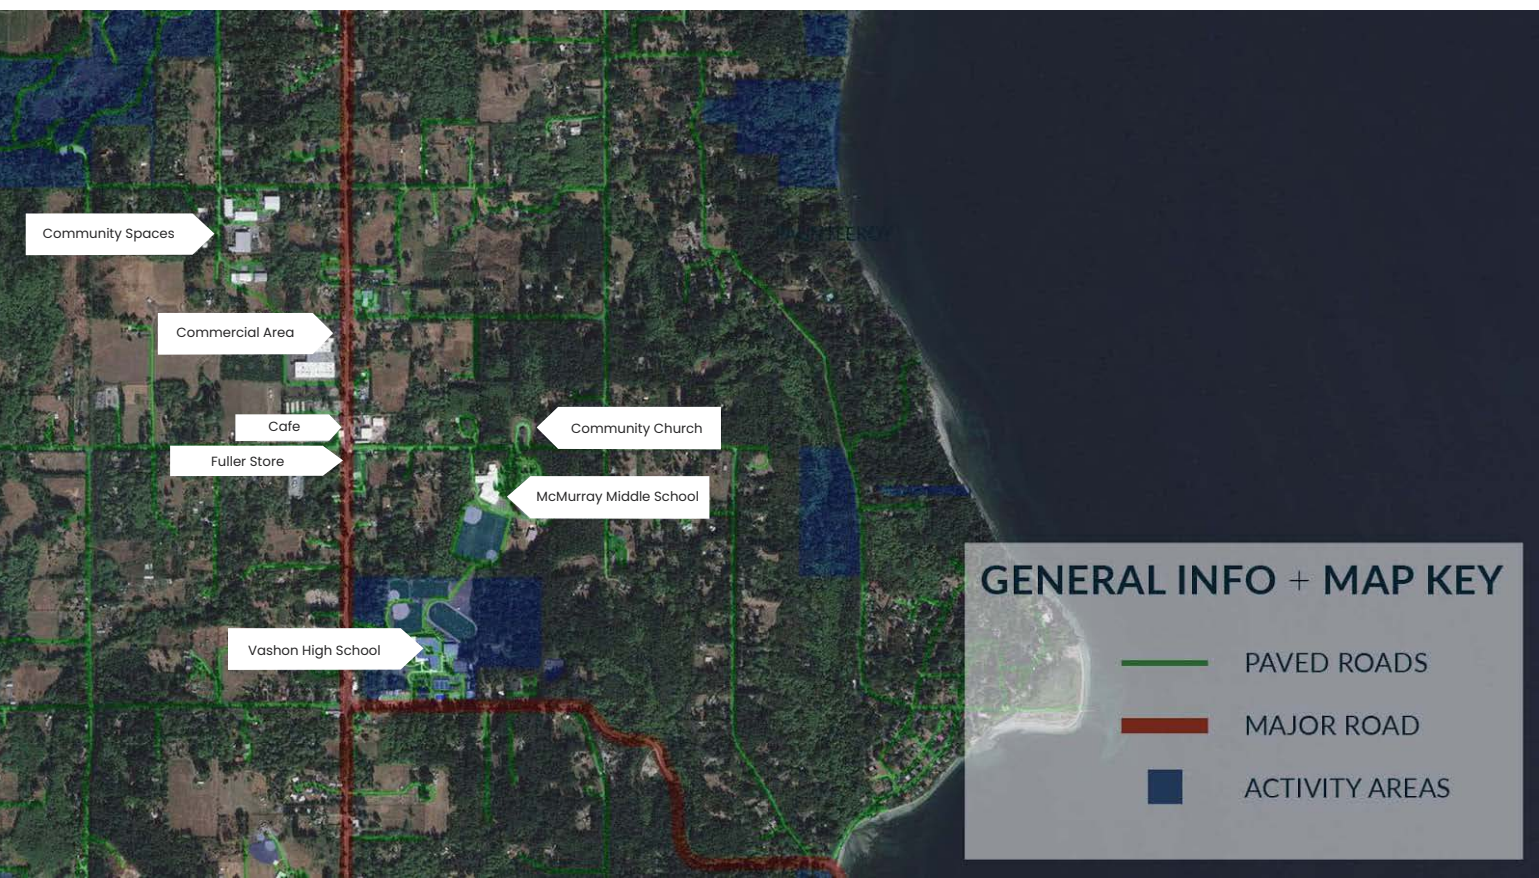 Community Spaces
Commercial Area
Cafe
Community Church
Fuller Store
McMurray Middle School
Vashon High School
GENERAL INFO + MAP KEY
PAVED ROADS
MAJOR ROAD
ACTIVITY AREAS